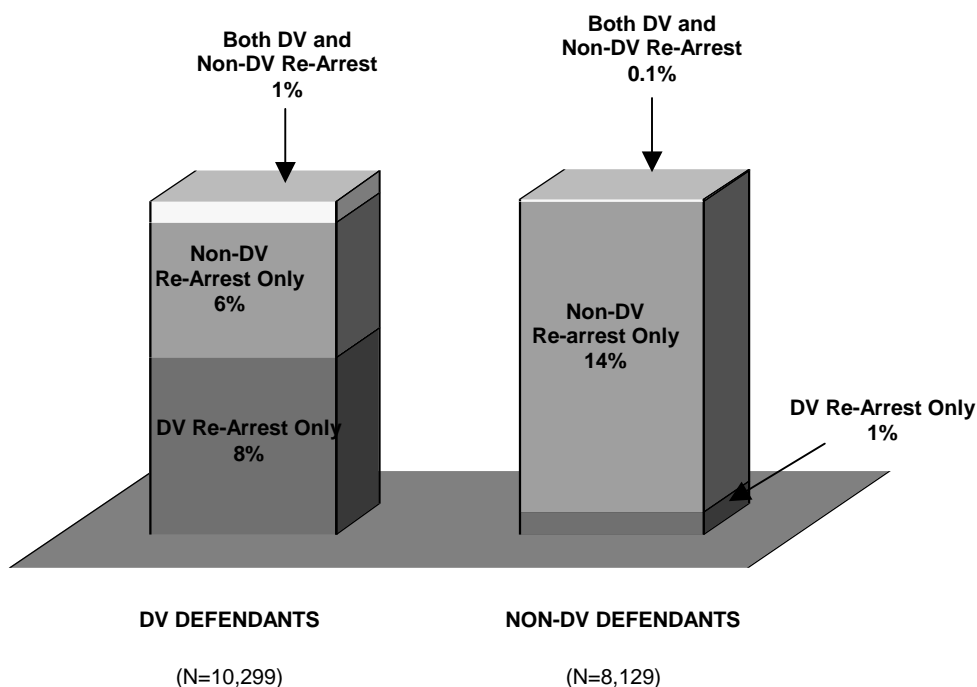 Both DV and
Non-DV Re-Arrest
1%
Both DV and
Non-DV Re-Arrest
0.1%
Non-DV
Re-Arrest Only
6%
DV Re-Arrest Only
8%
Non-DV
Re-arrest Only
14%
DV Re-Arrest Only
1%
DV DEFENDANTS
(N=10,299)
NON-DV DEFENDANTS
(N=8,129)